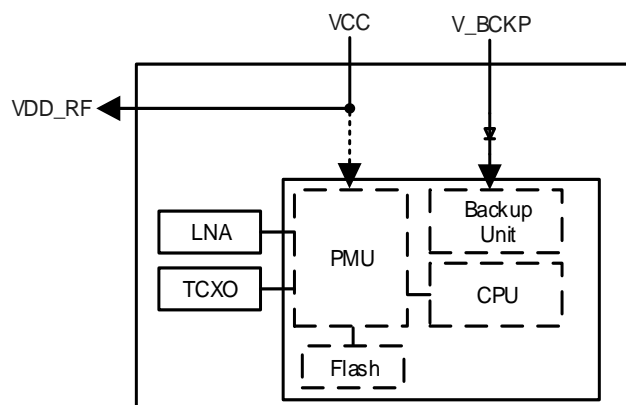 VCC
V_BCKP
VDD_RF
LNA
TCXO
PMU
Backup
Unit
CPU
Flash